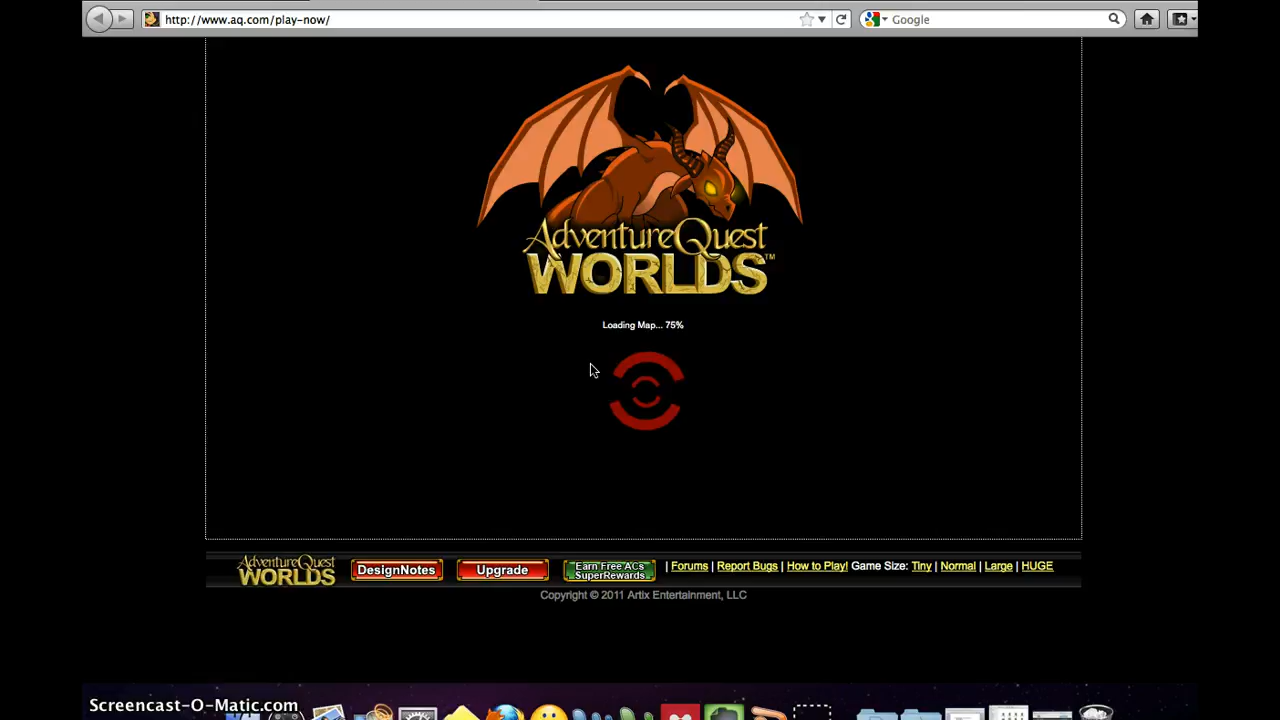 http://www.aq.com/play-now/
Google
AdventureQuest
WORLDS™
Loading Map... 75%
AdventureQuest
WORLDS
DesignNotes
Upgrade
Earn Free ACs
SuperRewards
| Forums | Report Bugs | How to Play! Game Size: Tiny | Normal | Large | HUGE
Copyright © 2011 Artix Entertainment, LLC
Screencast-O-Matic.com